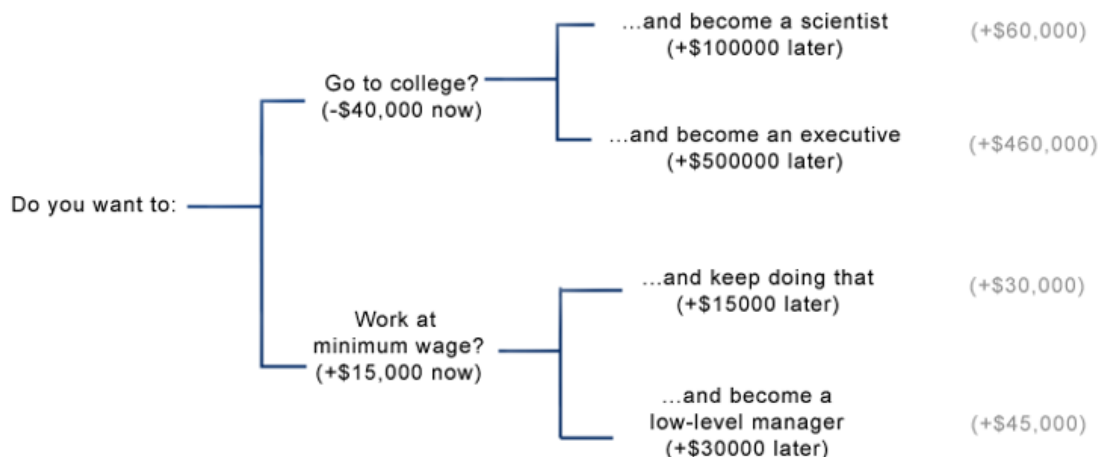 ...and become a scientist
(+$100000 later)
(+$60,000)
Go to college?
(-$40,000 now)
...and become an executive
(+$500000 later)
(+$460,000)
Do you want to:
...and keep doing that
(+$15000 later)
(+$30,000)
Work at
minimum wage?
(+$15,000 now)
...and become a
low-level manager
(+$30000 later)
(+$45,000)